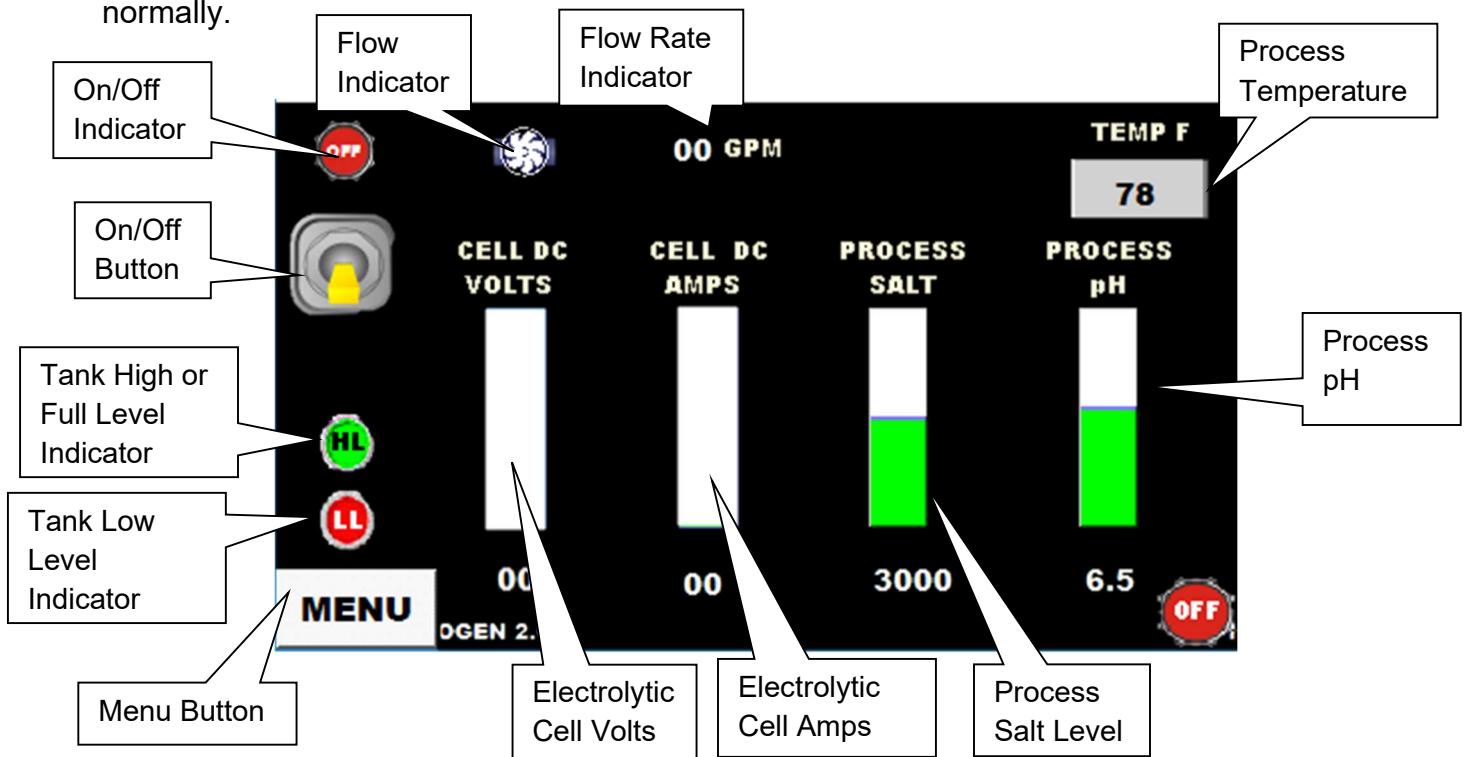 normally.
Flow
Indicator
Flow Rate
Indicator
Process
Temperature
On/Off
Indicator
OFF
00 GPM
TEMP F
78
On/Off
Button
CELL DC
VOLTS
CELL DC
AMPS
PROCESS
SALT
PROCESS
pH
Process
pH
Tank High or
Full Level
Indicator
HL
Tank Low
Level
Indicator
LL
00
00
3000
6.5
MENU
OGEN 2.
OFF
Menu Button
Electrolytic
Cell Volts
Electrolytic
Cell Amps
Process
Salt Level